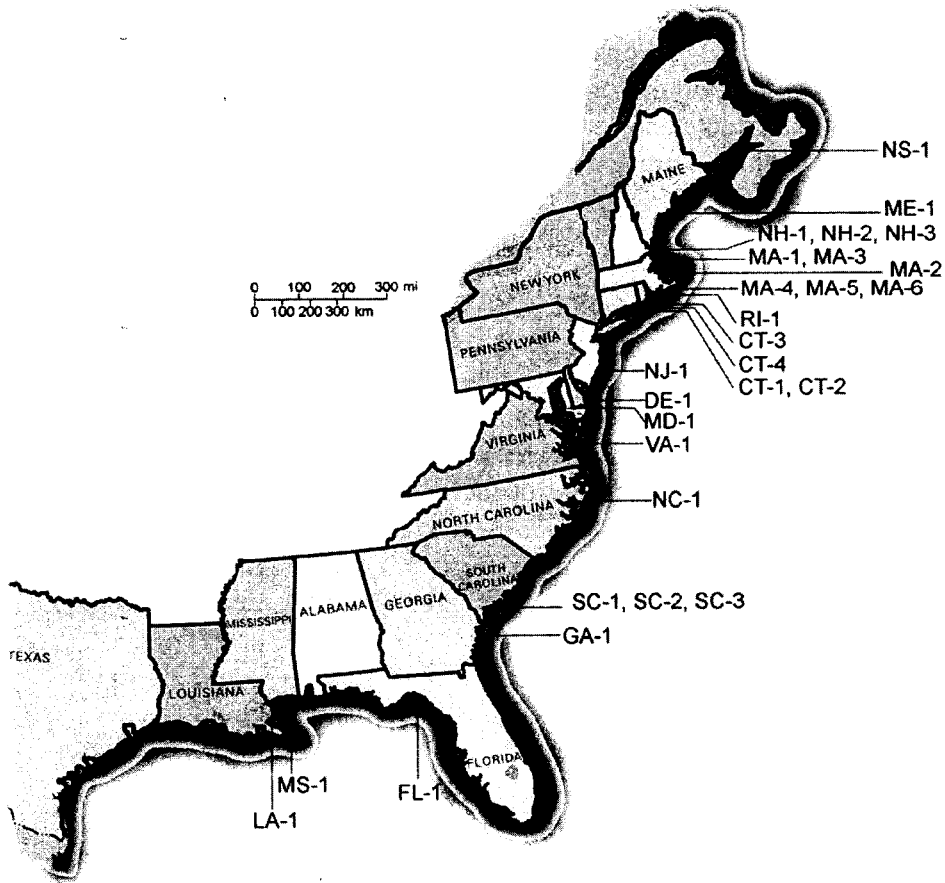 NS-1
MAINE
ME-1
NH-1, NH-2, NH-3
MA-1, MA-3
MA-2
NEW YORK
0 100 200 300 mi
0 100 200 300 km
MA-4, MA-5, MA-6
RI-1
CT-3
PENNSYLVANIA
CT-4
NJ-1
CT-1, CT-2
DE-1
MD-1
VIRGINIA
VA-1
NC-1
NORTH CAROLINA
SOUTH
CAROLINA
SC-1, SC-2, SC-3
ALABAMA
GEORGIA
MISSISSIPPI
GA-1
TEXAS
LOUISIANA
FLORIDA
MS-1
FL-1
LA-1